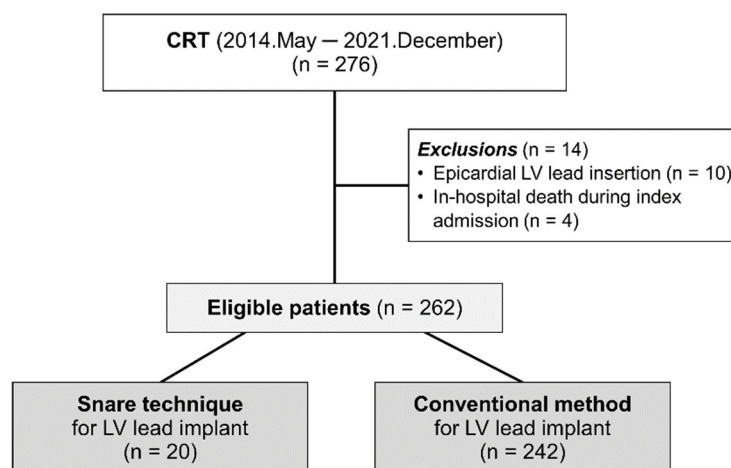 CRT (2014.May — 2021.December)
(n = 276)
Exclusions (n = 14)
• Epicardial LV lead insertion (n = 10)
• In-hospital death during index
admission (n = 4)
Eligible patients (n = 262)
Snare technique
for LV lead implant
(n = 20)
Conventional method
for LV lead implant
(n = 242)